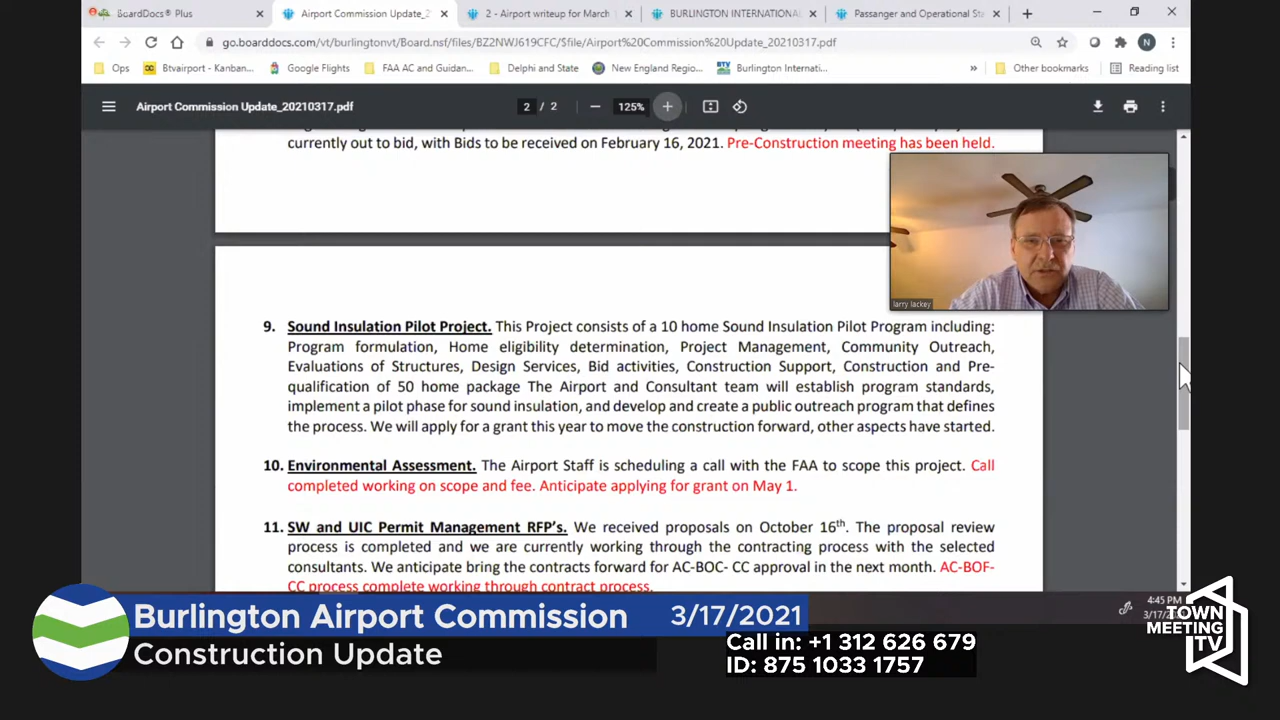 BoardDocs® Plus
Airport Commission Update_2
2 - Airport writeup for March
BURLINGTON INTERNATIONAL
Passanger and Operational Sta
go.boarddocs.com/vt/burlingtonvt/Board.nsf/files/BZ2NWJ619CFC/$file/Airport%20Commission%20Update_20210317.pdf
N
Ops
Btvairport - Kanban...
Google Flights
FAA AC and Guidan...
Delphi and State
New England Regio...
Burlington Internati...
»
Other bookmarks
Reading list
Airport Commission Update_20210317.pdf
2 / 2
125%
currently out to bid, with Bids to be received on February 16, 2021. Pre-Construction meeting has been held.
larry lackey
9. Sound Insulation Pilot Project. This Project consists of a 10 home Sound Insulation Pilot Program including:
Program formulation, Home eligibility determination, Project Management, Community Outreach,
Evaluations of Structures, Design Services, Bid activities, Construction Support, Construction and Pre-
qualification of 50 home package The Airport and Consultant team will establish program standards,
implement a pilot phase for sound insulation, and develop and create a public outreach program that defines
the process. We will apply for a grant this year to move the construction forward, other aspects have started.
10. Environmental Assessment. The Airport Staff is scheduling a call with the FAA to scope this project. Call
completed working on scope and fee. Anticipate applying for grant on May 1.
11. SW and UIC Permit Management RFP's. We received proposals on October 16th. The proposal review
process is completed and we are currently working through the contracting process with the selected
consultants. We anticipate bring the contracts forward for AC-BOC- CC approval in the next month. AC-BOF-
CC process complete working through contract process.
4:45 PM
Burlington Airport Commission 3/17/2021
Construction Update
Call in: +1 312 626 679
ID: 875 1033 1757
TOWN
MEETING
TV